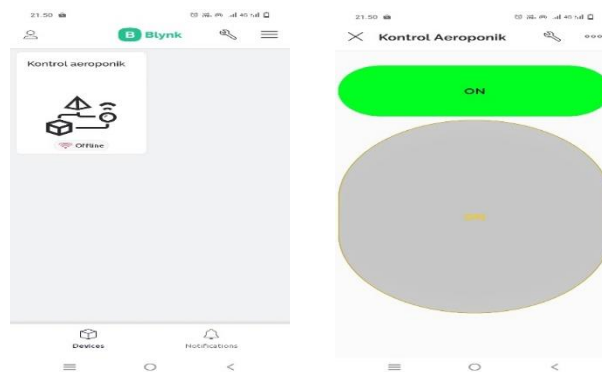 21.50
B Blynk
Kontrol aeroponik
Offline
Devices
Notifications
21.50
Kontrol Aeroponik
ON